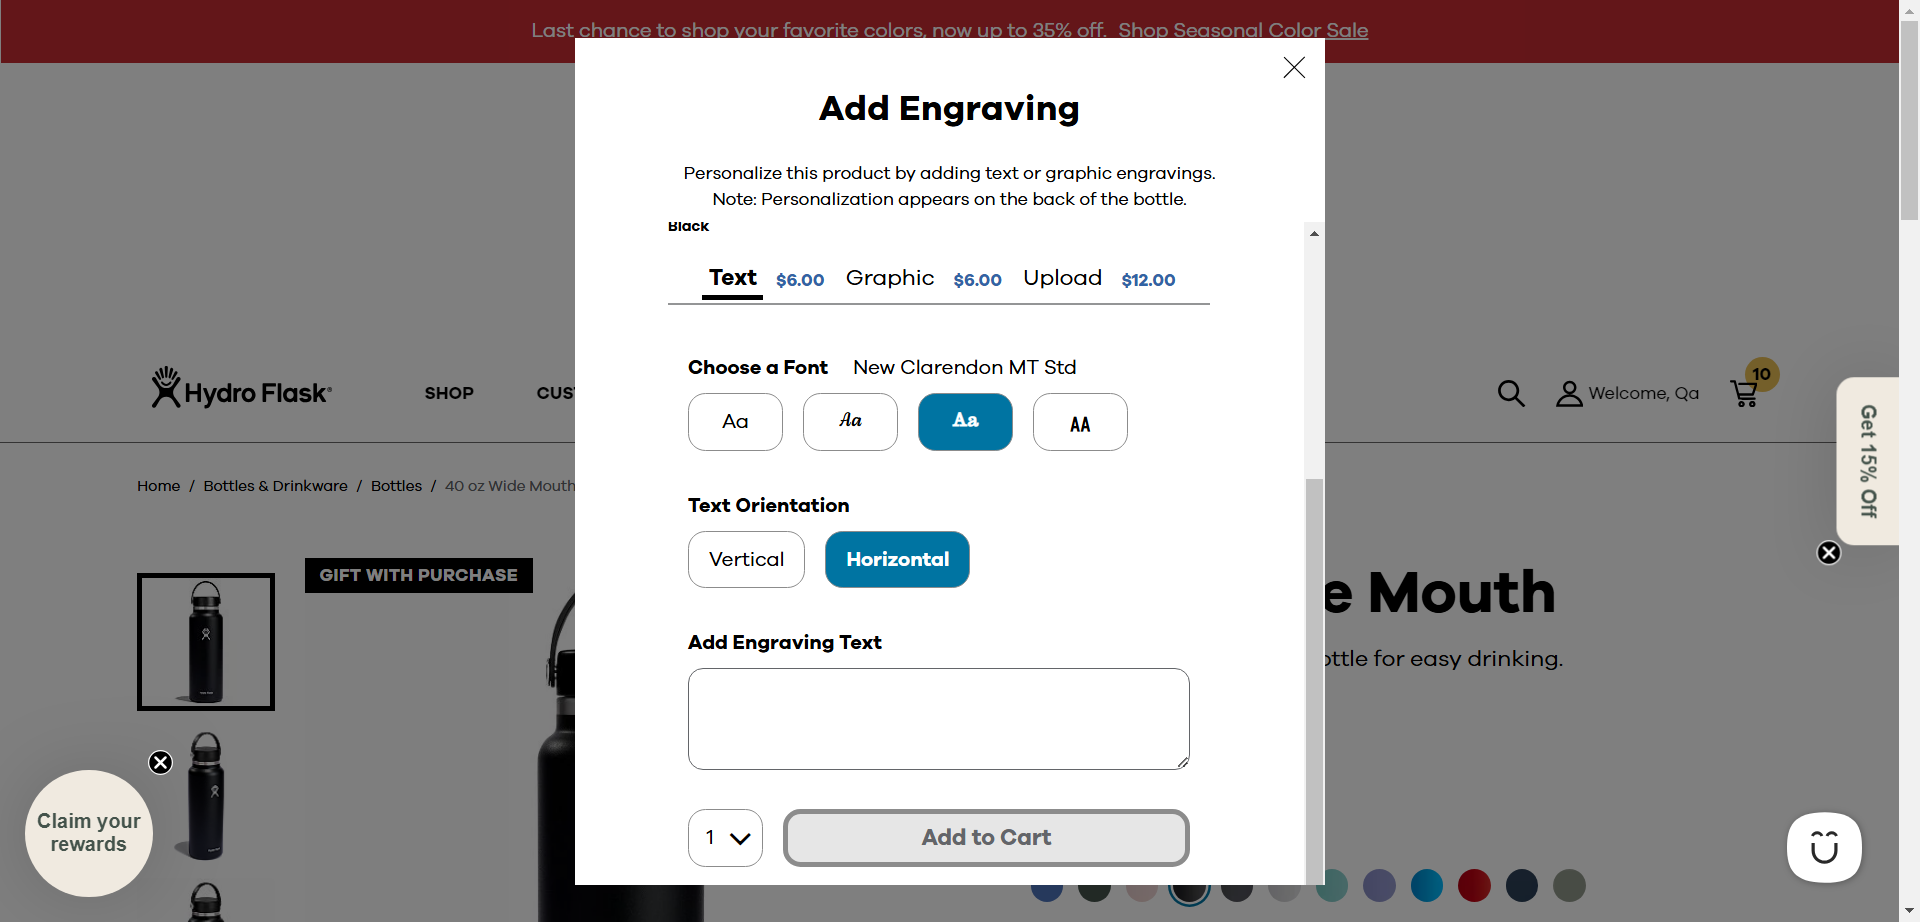 Last chance to shop your favorite colors, now up to 35% off. Shop Seasonal Color Sale
Add Engraving
Personalize this product by adding text or graphic engravings.
Note: Personalization appears on the back of the bottle.
Black
Text $6.00 Graphic $6.00 Upload $12.00
Choose a Font New Clarendon MT Std
Aa Aa Aa AA
Text Orientation
Vertical Horizontal
Add Engraving Text
1 Add to Cart
Hydro Flask
SHOP
Welcome, Qa
10
Get 15% Off
Home / Bottles & Drinkware / Bottles / 40 oz Wide Mouth
GIFT WITH PURCHASE
Mouth
for easy drinking.
Claim your
rewards